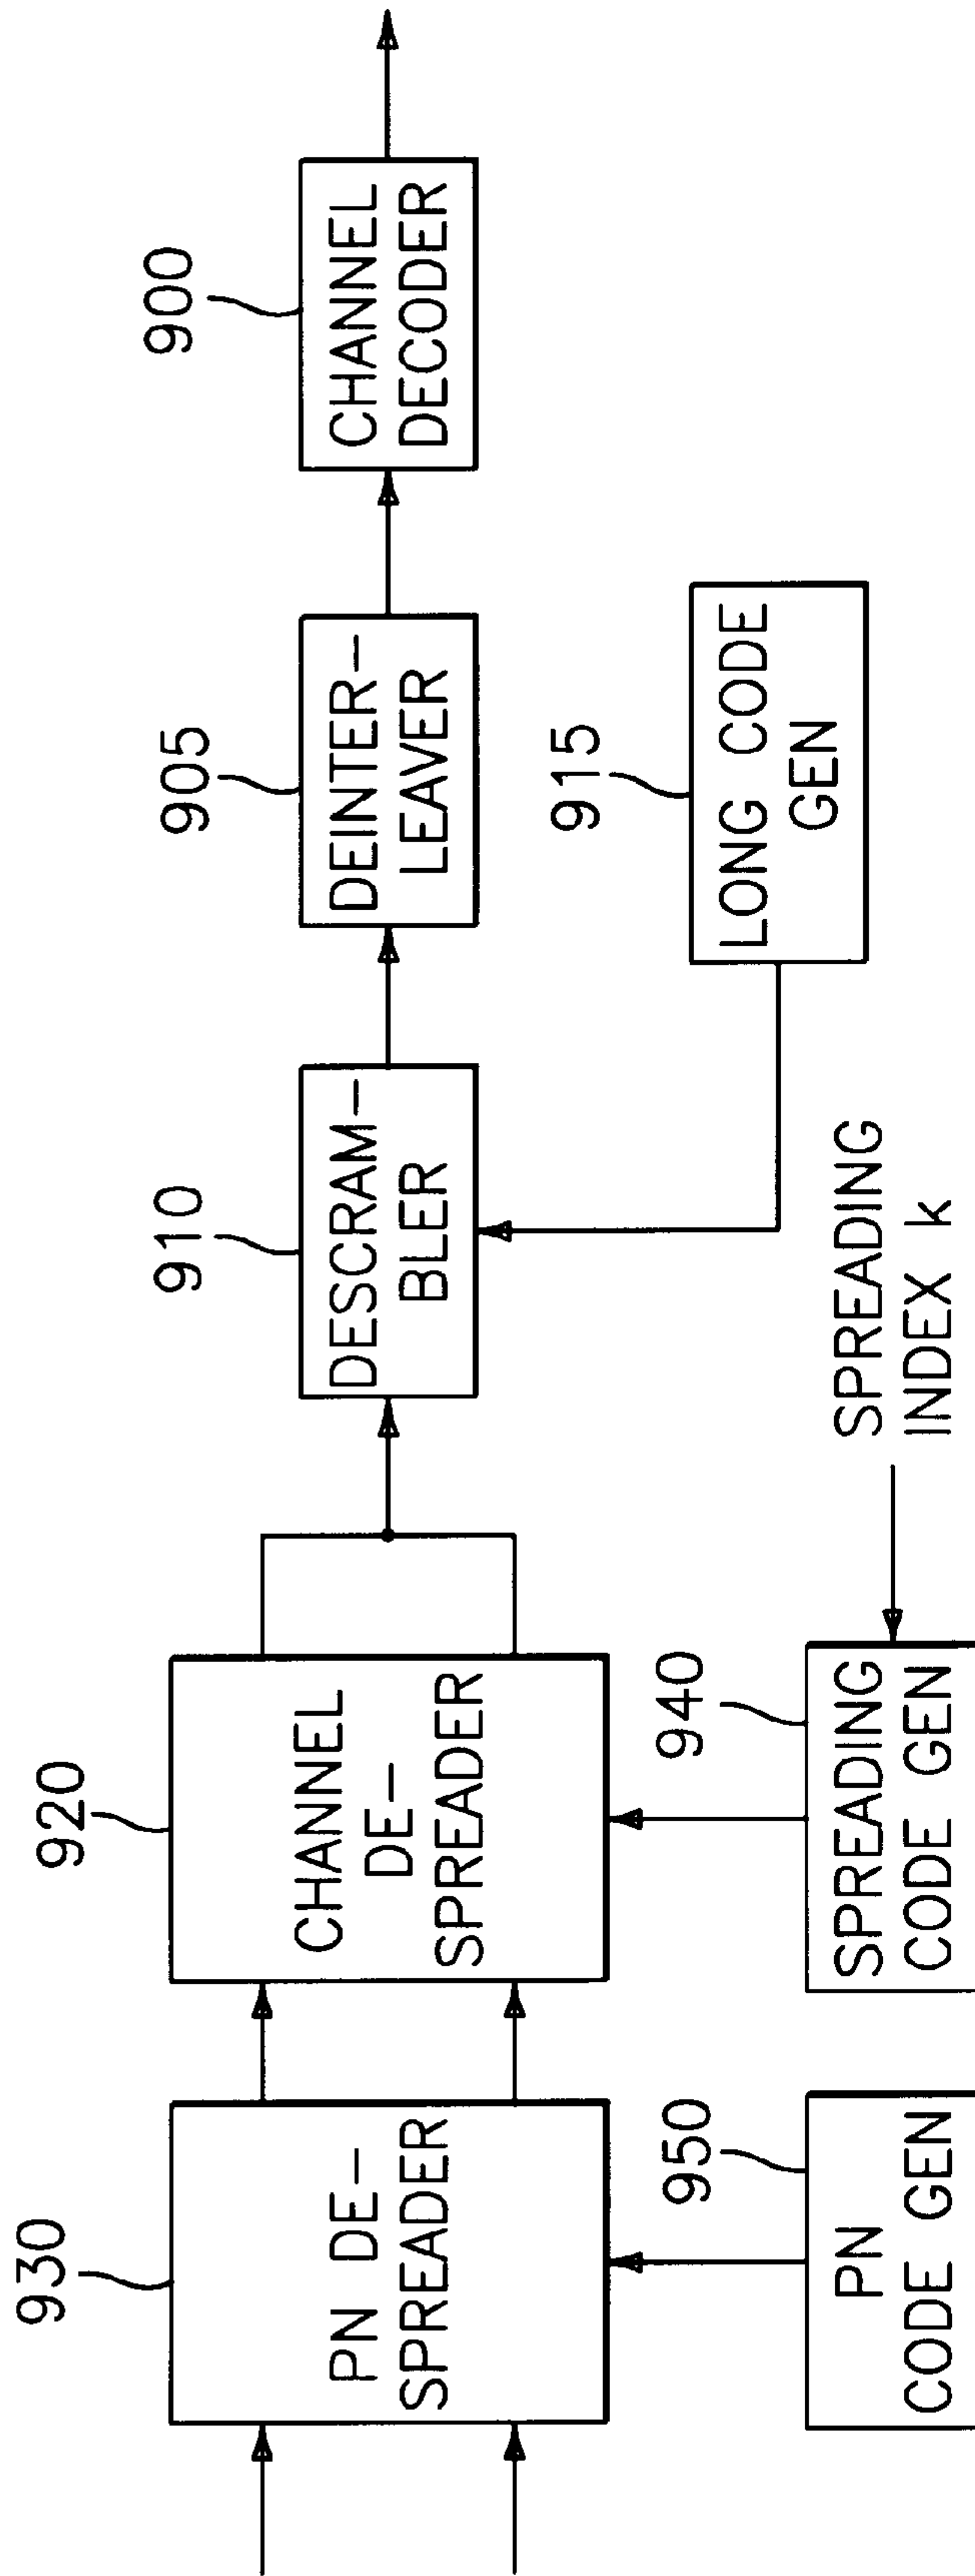 930
PN DE-
SPREADER
920
CHANNEL
DE-
SPREADER
910
DESCRAM-
BLER
905
DEINTER-
LEAVER
900
CHANNEL
DECODER
950
PN
CODE GEN
940
SPREADING
CODE GEN
SPREADING
INDEX k
915
LONG CODE
GEN